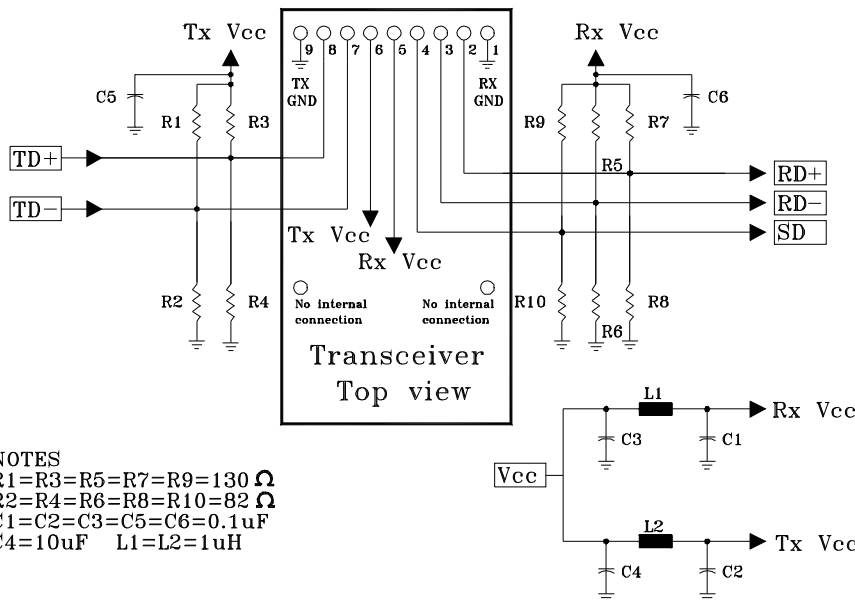 Tx Vcc
Rx Vcc
9 8 7 6 5 4 3 2 1
TX
GND
RX
GND
C5
C6
R1
R3
R9
R7
TD+
R5
RD+
TD−
RD−
Tx Vcc
SD
Rx Vcc
R2
R4
R10
R8
No internal
connection
No internal
connection
R6
Transceiver
Top view
L1
Rx Vcc
C3
C1
Vcc
L2
Tx Vcc
C4
C2
NOTES
R1=R3=R5=R7=R9=130 Ω
R2=R4=R6=R8=R10=82 Ω
C1=C2=C3=C5=C6=0.1uF
C4=10uF L1=L2=1uH